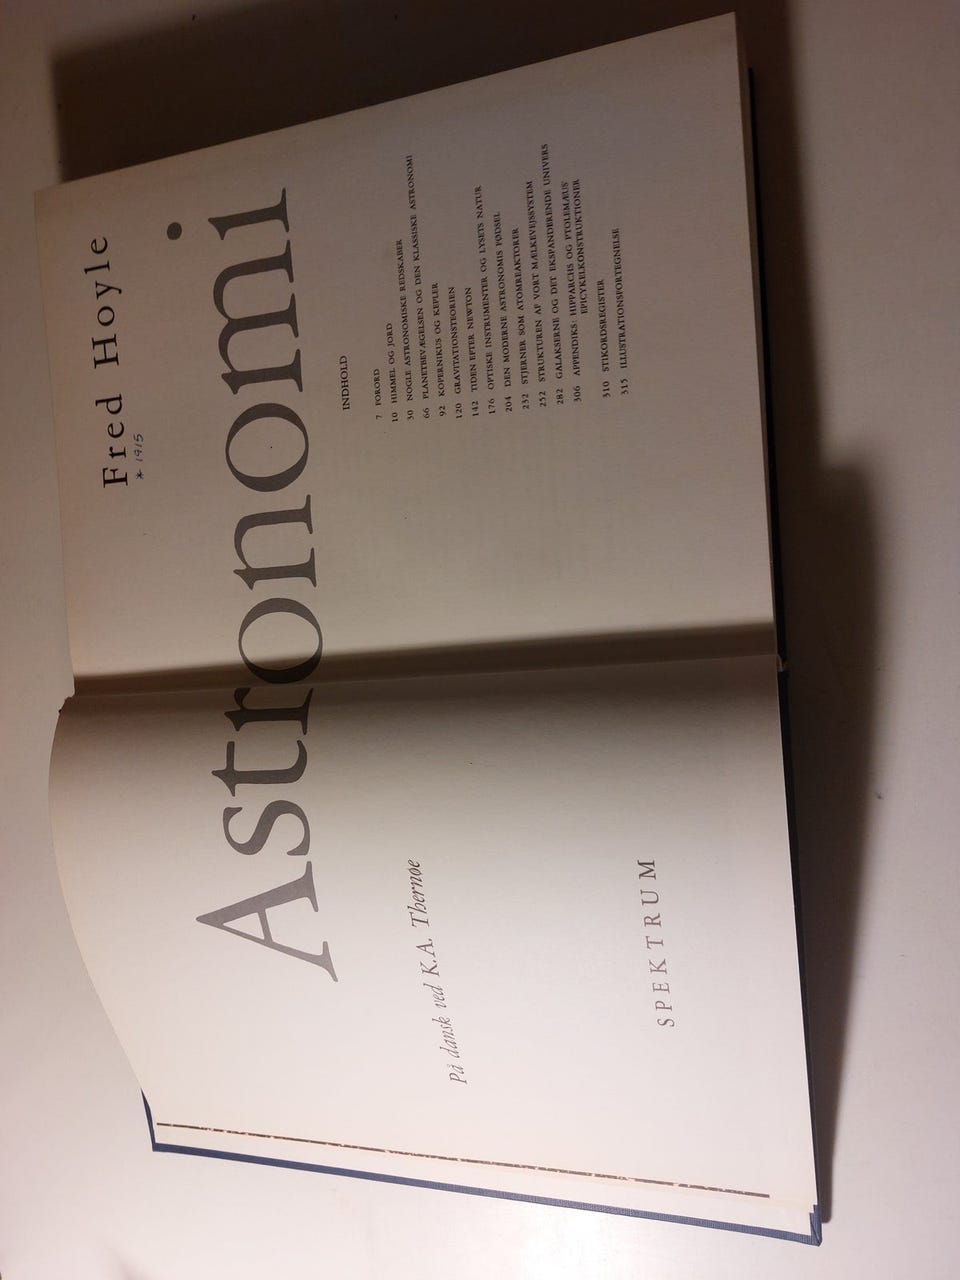 Fred Hoyle
* 1915
Astronomi
På dansk ved K.A. Thernøe
SPEKTRUM
INDHOLD
7 FORORD
10 HIMMEL OG JORD
30 NOGLE ASTRONOMISKE REDSKABER
66 PLANETBEVÆGELSEN OG DEN KLASSISKE ASTRONOMI
92 KOPERNIKUS OG KEPLER
120 GRAVITATIONSTEORIEN
142 TIDEN EFTER NEWTON
176 OPTISKE INSTRUMENTER OG LYSETS NATUR
204 DEN MODERNE ASTRONOMIS FØDSEL
232 STJERNER SOM ATOMREAKTORER
252 STRUKTUREN AF VORT MÆLKEVEJSSYSTEM
282 GALAKSERNE OG DET EKSPANDERENDE UNIVERS
306 APPENDIKS: HIPPARCHS OG PTOLEMÆUS'
EPICYKELKONSTRUKTIONER
310 STIKORDSREGISTER
315 ILLUSTRATIONSFORTEGNELSE